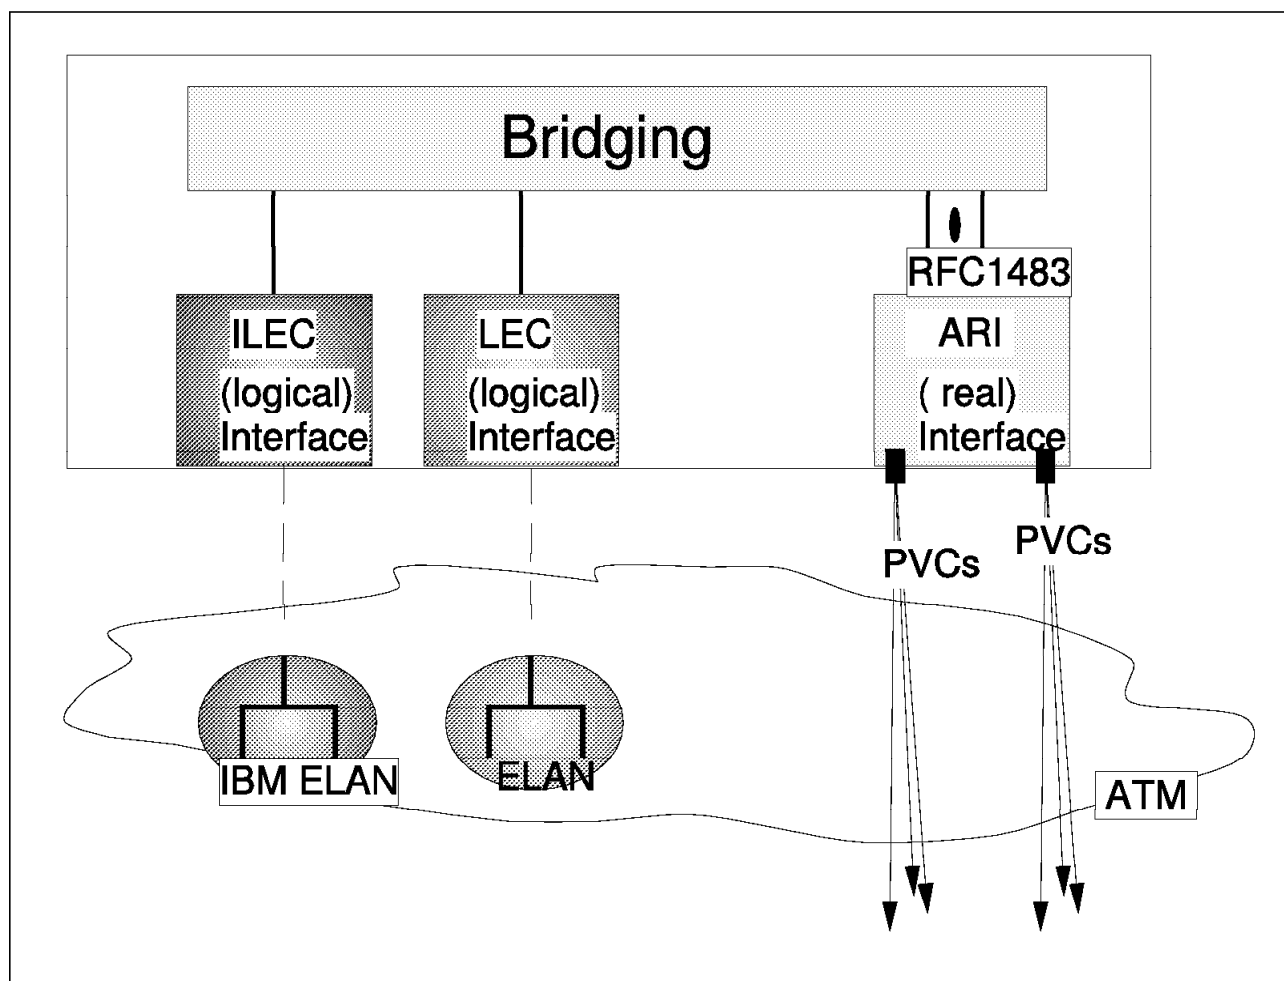 Bridging
RFC1483
ILEC
(logical)
Interface
LEC
(logical)
Interface
ARI
( real)
Interface
PVCs
PVCs
IBM ELAN
ELAN
ATM